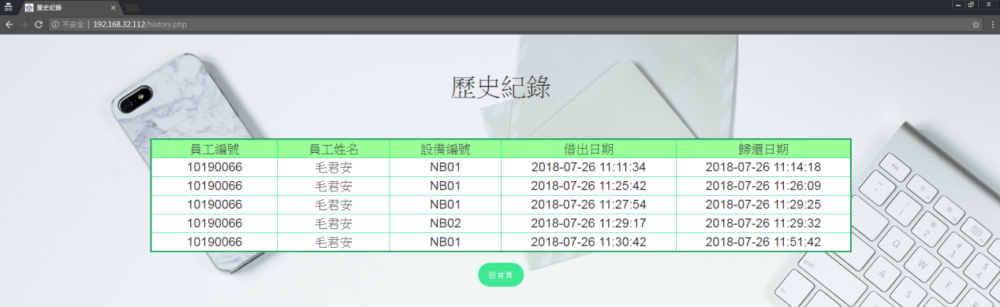 歷史紀錄
不安全 | 192.168.32.112/history.php
歷史紀錄
員工編號 員工姓名 設備編號 借出日期 歸還日期
10190066 毛君安 NB01 2018-07-26 11:11:34 2018-07-26 11:14:18
10190066 毛君安 NB01 2018-07-26 11:25:42 2018-07-26 11:26:09
10190066 毛君安 NB01 2018-07-26 11:27:54 2018-07-26 11:29:25
10190066 毛君安 NB02 2018-07-26 11:29:17 2018-07-26 11:29:32
10190066 毛君安 NB01 2018-07-26 11:30:42 2018-07-26 11:51:42
回首頁
esc
@
2
#
3
W
E
A
S
shift
Z
fn